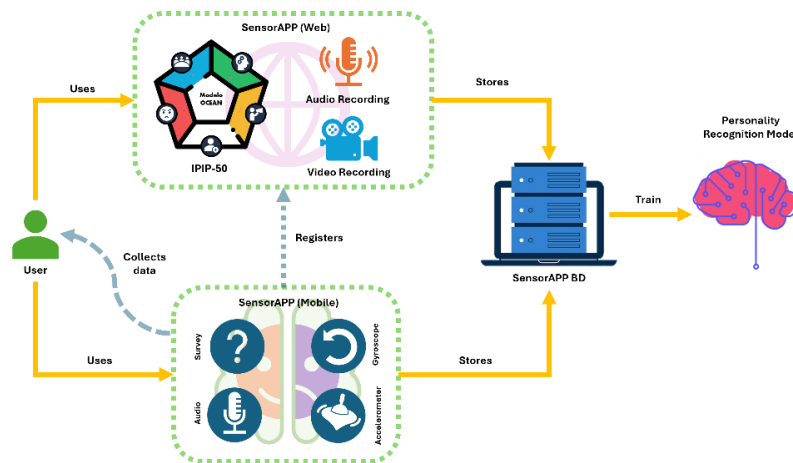 SensorAPP (Web)
Modelo
OCEAN
IPIP-50
Audio Recording
Video Recording
Uses
Stores
Personality
Recognition Mode
User
Collects
data
Registers
Train
SensorAPP BD
SensorAPP (Mobile)
Survey
Gyroscope
Audio
Accelerometer
Uses
Stores